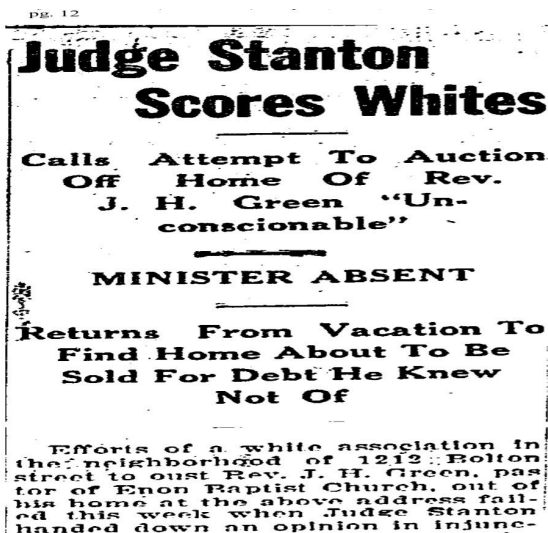 pg. 12
Judge Stanton
Scores Whites
Calls Attempt To Auction
Off Home Of Rev.
J. H. Green "Un-
conscionable"
MINISTER ABSENT
Returns From Vacation To
Find Home About To Be
Sold For Debt He Knew
Not Of
Efforts of a white association in
the neighborhood of 1212 Bolton
street to oust Rev. J. H. Green, pas
tor of Enon Baptist Church, out of
his home at the above address fail-
ed this week when Judge Stanton
handed down an opinion in injunc-